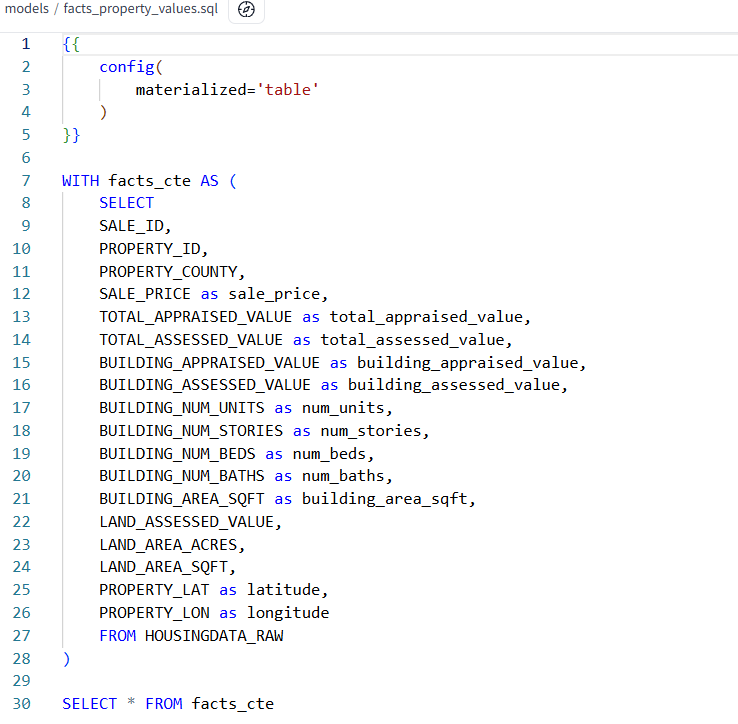 models / facts_property_values.sql
1 {{
2 config(
3 materialized='table'
4 )
5 }}
6
7 WITH facts_cte AS (
8 SELECT
9 SALE_ID,
10 PROPERTY_ID,
11 PROPERTY_COUNTY,
12 SALE_PRICE as sale_price,
13 TOTAL_APPRAISED_VALUE as total_appraised_value,
14 TOTAL_ASSESSED_VALUE as total_assessed_value,
15 BUILDING_APPRAISED_VALUE as building_appraised_value,
16 BUILDING_ASSESSED_VALUE as building_assessed_value,
17 BUILDING_NUM_UNITS as num_units,
18 BUILDING_NUM_STORIES as num_stories,
19 BUILDING_NUM_BEDS as num_beds,
20 BUILDING_NUM_BATHS as num_baths,
21 BUILDING_AREA_SQFT as building_area_sqft,
22 LAND_ASSESSED_VALUE,
23 LAND_AREA_ACRES,
24 LAND_AREA_SQFT,
25 PROPERTY_LAT as latitude,
26 PROPERTY_LON as longitude
27 FROM HOUSINGDATA_RAW
28 )
29
30 SELECT * FROM facts_cte